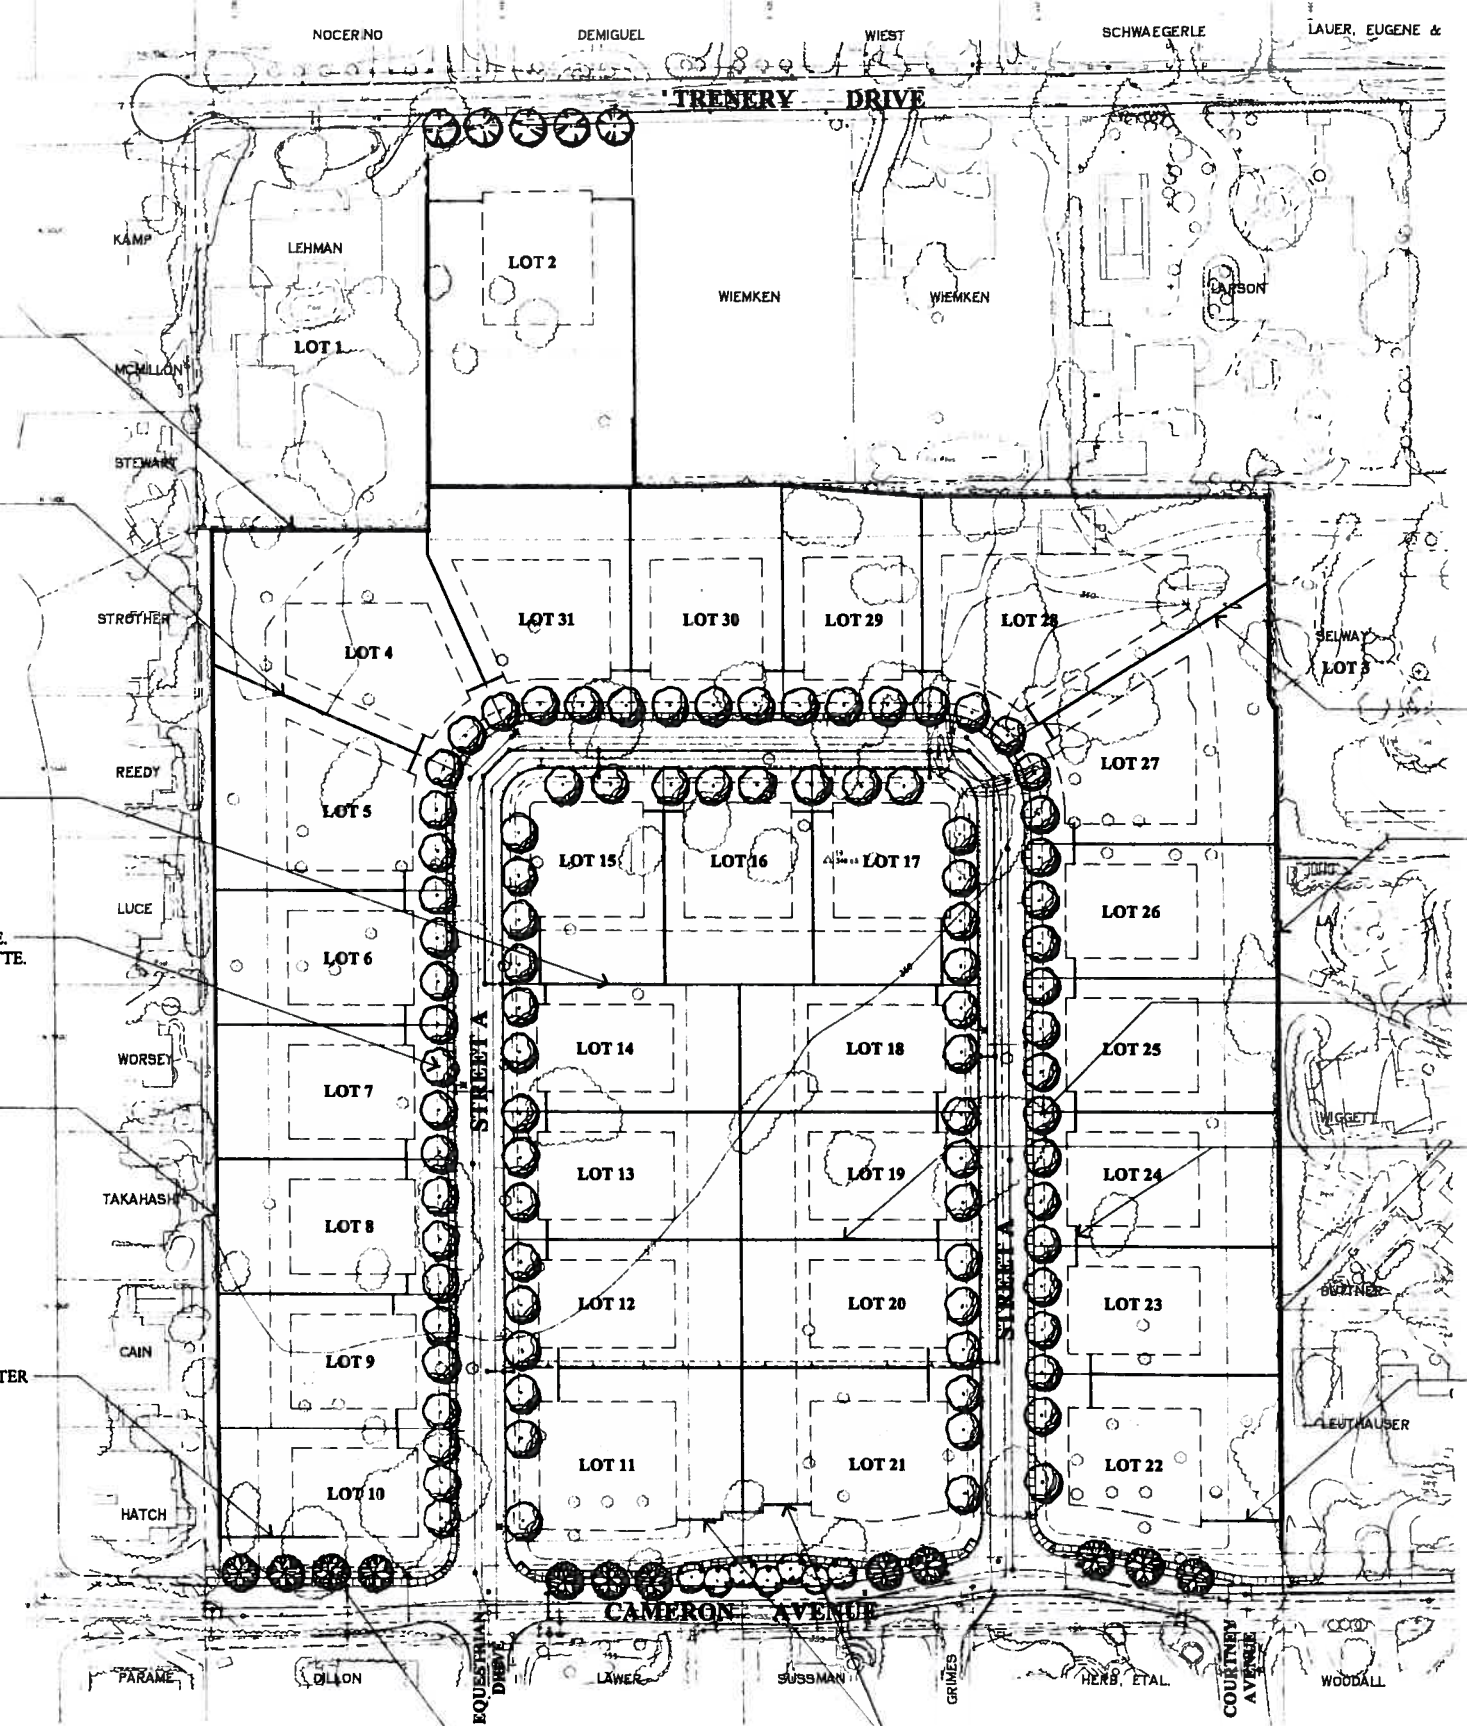 NOCERINO
DEMIGUEL
WIEST
SCHWAEGERLE
LAUER, EUGENE &
TRENERY DRIVE
KAMP
LEHMAN
LOT 2
WIEMKEN
WIEMKEN
LARSON
LOT 1
MCMILLON
STEWART
STROTHER
LOT 31
LOT 30
LOT 29
LOT 28
SELWAY
LOT 4
LOT 3
REEDY
LOT 27
LOT 5
LOT 15
LOT 16
LOT 17
LUCE
LOT 26
E.
TTE.
LOT 6
STREET A
LOT 14
LOT 18
LOT 25
WORSEY
LOT 7
WIGGETT
LOT 13
LOT 19
LOT 24
TAKAHASHI
LOT 8
STREET A
LOT 12
LOT 20
LOT 23
BUTTNER
CAIN
LOT 9
TER
LEUTHAUSER
LOT 11
LOT 21
LOT 22
LOT 10
HATCH
CAMERON AVENUE
PARAME
DILLON
EQUESTRIAN
DRIVE
LAWER
SUSSMAN
GRIMES
HERB, ETAL.
COURTNEY
AVENUE
WOODALL